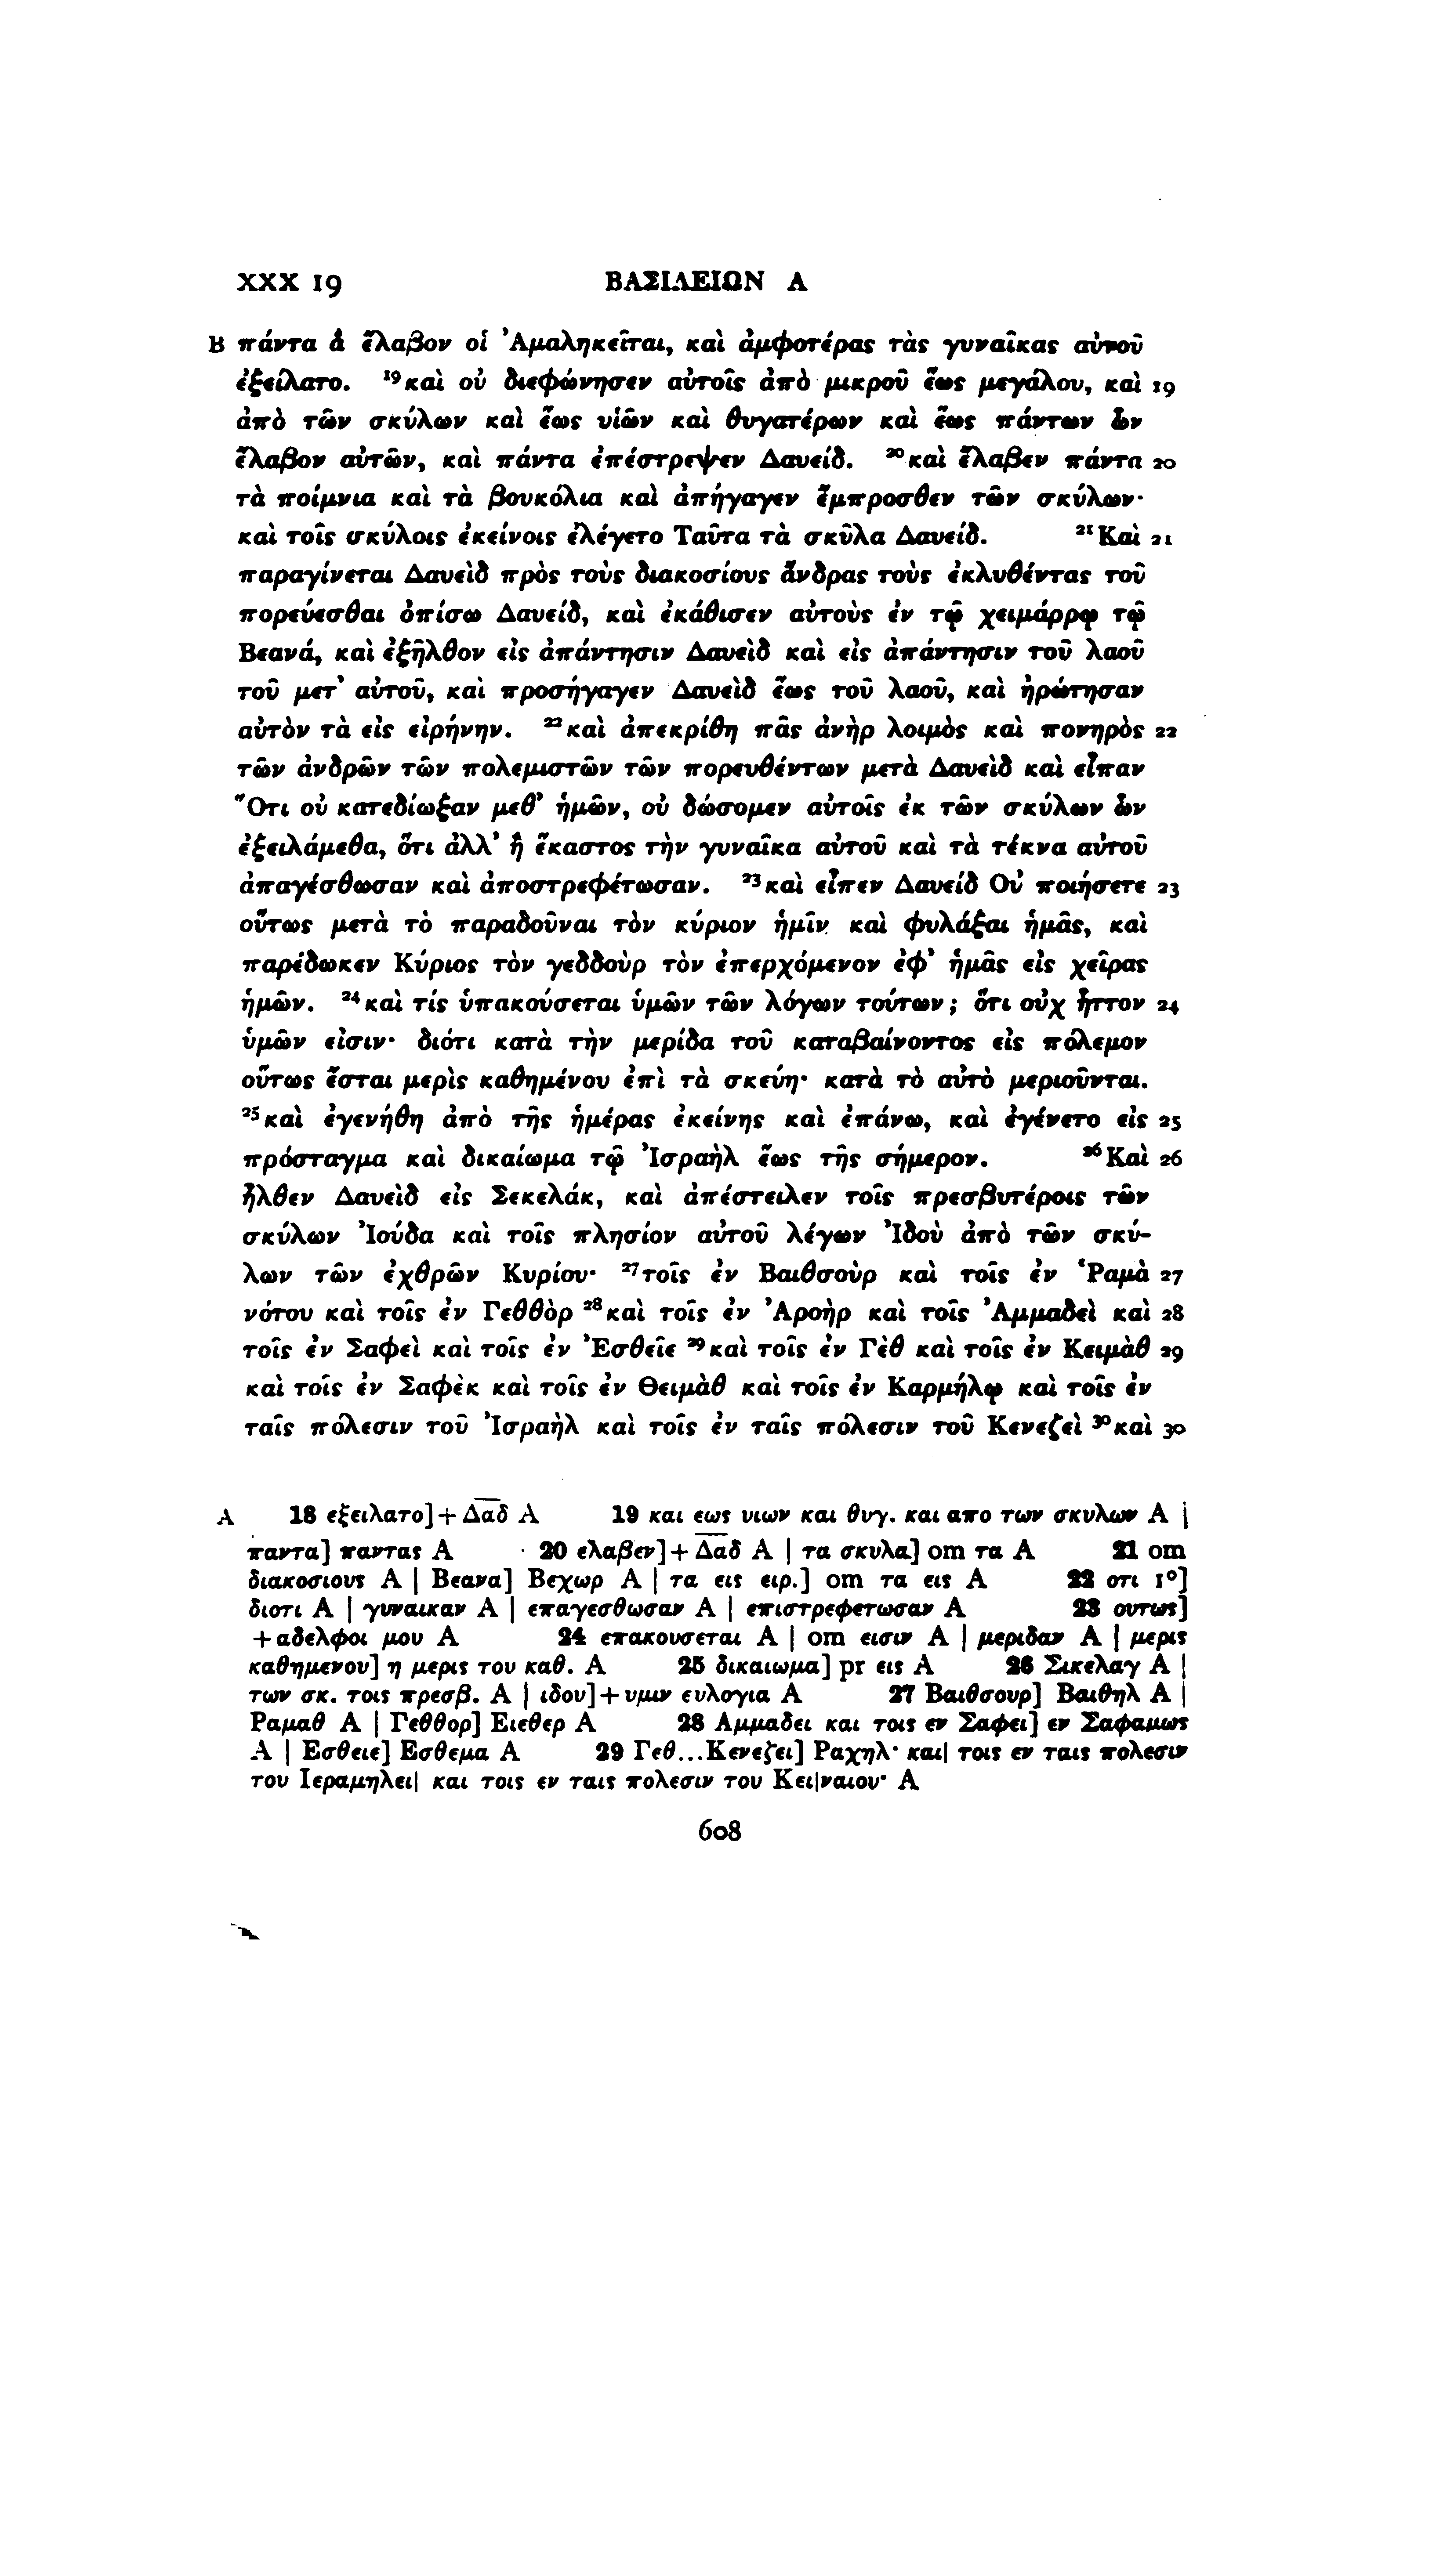 XXX 19 ΒΑΣΙΛΕΙΩΝ Α
B πάντα ἃ ἔλαβον οἱ Ἀμαληκεῖται, καὶ ἀμφοτέρας τὰς γυναῖκας αὐτοῦ
ἐξείλατο. ¹⁹καὶ οὐ διεφώνησεν αὐτοῖς ἀπὸ μικροῦ ἕως μεγάλου, καὶ 19
ἀπὸ τῶν σκύλων καὶ ἕως υἱῶν καὶ θυγατέρων καὶ ἕως πάντων ὧν
ἔλαβον αὐτῶν, καὶ πάντα ἐπέστρεψεν Δαυείδ. ²⁰καὶ ἔλαβεν πάντα 20
τὰ ποίμνια καὶ τὰ βουκόλια καὶ ἀπήγαγεν ἔμπροσθεν τῶν σκύλων·
καὶ τοῖς σκύλοις ἐκείνοις ἐλέγετο Ταῦτα τὰ σκῦλα Δαυείδ. ²¹Καὶ 21
παραγίνεται Δαυεὶδ πρὸς τοὺς διακοσίους ἄνδρας τοὺς ἐκλυθέντας τοῦ
πορεύεσθαι ὀπίσω Δαυείδ, καὶ ἐκάθισεν αὐτοὺς ἐν τῷ χειμάρρῳ τῷ
Βεανά, καὶ ἐξῆλθον εἰς ἀπάντησιν Δαυεὶδ καὶ εἰς ἀπάντησιν τοῦ λαοῦ
τοῦ μετ᾽ αὐτοῦ, καὶ προσήγαγεν Δαυεὶδ ἕως τοῦ λαοῦ, καὶ ἠρώτησαν
αὐτὸν τὰ εἰς εἰρήνην. ²²καὶ ἀπεκρίθη πᾶς ἀνὴρ λοιμὸς καὶ πονηρὸς 22
τῶν ἀνδρῶν τῶν πολεμιστῶν τῶν πορευθέντων μετὰ Δαυεὶδ καὶ εἶπαν
Ὅτι οὐ κατεδίωξαν μεθ᾽ ἡμῶν, οὐ δώσομεν αὐτοῖς ἐκ τῶν σκύλων ὧν
ἐξειλάμεθα, ὅτι ἀλλ᾽ ἢ ἕκαστος τὴν γυναῖκα αὐτοῦ καὶ τὰ τέκνα αὐτοῦ
ἀπαγέσθωσαν καὶ ἀποστρεφέτωσαν. ²³καὶ εἶπεν Δαυείδ Οὐ ποιήσετε 23
οὕτως μετὰ τὸ παραδοῦναι τὸν κύριον ἡμῖν καὶ φυλάξαι ἡμᾶς, καὶ
παρέδωκεν Κύριος τὸν γεδδοὺρ τὸν ἐπερχόμενον ἐφ᾽ ἡμᾶς εἰς χεῖρας
ἡμῶν. ²⁴καὶ τίς ὑπακούσεται ὑμῶν τῶν λόγων τούτων; ὅτι οὐχ ἧττον 24
ὑμῶν εἰσιν· διότι κατὰ τὴν μερίδα τοῦ καταβαίνοντος εἰς πόλεμον
οὕτως ἔσται μερὶς καθημένου ἐπὶ τὰ σκεύη· κατὰ τὸ αὐτὸ μεριοῦνται.
²⁵καὶ ἐγενήθη ἀπὸ τῆς ἡμέρας ἐκείνης καὶ ἐπάνω, καὶ ἐγένετο εἰς 25
πρόσταγμα καὶ δικαίωμα τῷ Ἰσραὴλ ἕως τῆς σήμερον. ²⁶Καὶ 26
ἦλθεν Δαυεὶδ εἰς Σεκελάκ, καὶ ἀπέστειλεν τοῖς πρεσβυτέροις τῶν
σκύλων Ἰούδα καὶ τοῖς πλησίον αὐτοῦ λέγων Ἰδοὺ ἀπὸ τῶν σκύ-
λων τῶν ἐχθρῶν Κυρίου· ²⁷τοῖς ἐν Βαιθσοὺρ καὶ τοῖς ἐν Ῥαμὰ 27
νότου καὶ τοῖς ἐν Γεθθὸρ ²⁸καὶ τοῖς ἐν Ἀροὴρ καὶ τοῖς Ἀμμαδεὶ καὶ 28
τοῖς ἐν Σαφεὶ καὶ τοῖς ἐν Ἐσθεῖε ²⁹καὶ τοῖς ἐν Γὲθ καὶ τοῖς ἐν Κειμὰθ 29
καὶ τοῖς ἐν Σαφὲκ καὶ τοῖς ἐν Θειμὰθ καὶ τοῖς ἐν Καρμήλῳ καὶ τοῖς ἐν
ταῖς πόλεσιν τοῦ Ἰσραὴλ καὶ τοῖς ἐν ταῖς πόλεσιν τοῦ Κενεζεὶ ³⁰καὶ 30
A 18 εξειλατο]+Δα̅δ̅ A 19 και εως υιων και θυγ. και απο των σκυλων A |
παντα] παντας A 20 ελαβεν]+Δα̅δ̅ A | τα σκυλα] om τα A 21 om
διακοσιους A | Βεανα] Βεχωρ A | τα εις ειρ.] om τα εις A 22 οτι 1°]
διοτι A | γυναικαν A | επαγεσθωσαν A | επιστρεφετωσαν A 23 ουτως]
+αδελφοι μου A 24 επακουσεται A | om εισιν A | μεριδαν A | μερις
καθημενου] η μερις του καθ. A 25 δικαιωμα] pr εις A 26 Σικελαγ A |
των σκ. τοις πρεσβ. A | ιδου]+υμιν ευλογια A 27 Βαιθσουρ] Βαιθηλ A |
Ραμαθ A | Γεθθορ] Ειεθερ A 28 Αμμαδει και τοις εν Σαφει] εν Σαφαμως
A | Εσθειε] Εσθεμα A 29 Γεθ...Κενεζει] Ραχηλ· και| τοις εν ταις πολεσιν
του Ιεραμηλει| και τοις εν ταις πολεσιν του Κει|ναιου· A
608